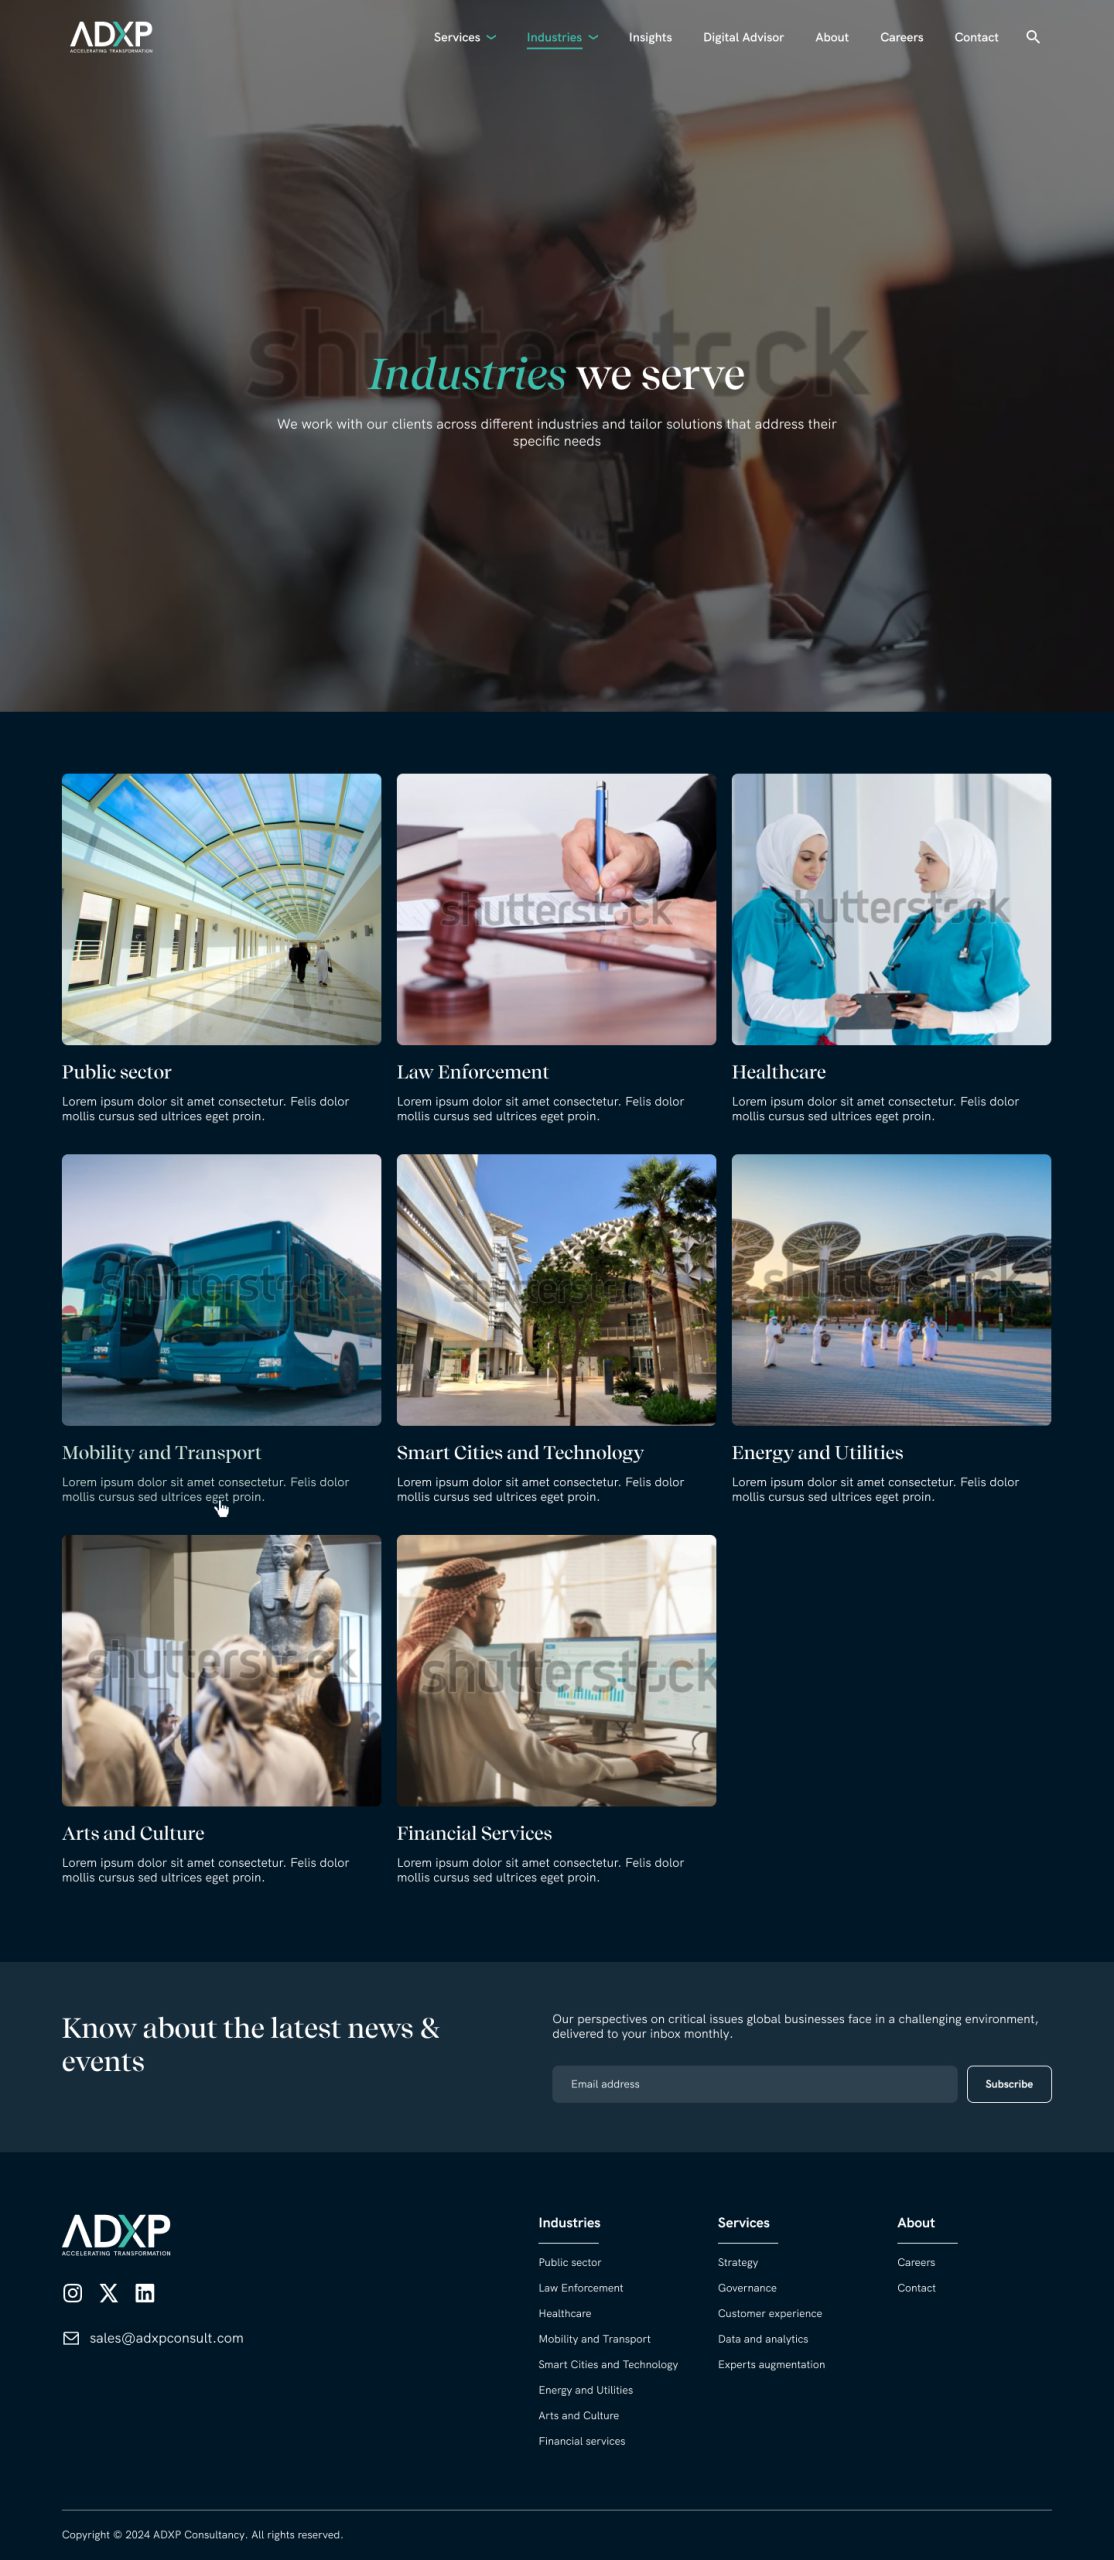 ADXP
ACCELERATING TRANSFORMATION
Services
Industries
Insights
Digital Advisor
About
Careers
Contact
shutterstock
Industries we serve
We work with our clients across different industries and tailor solutions that address their
specific needs
shutterstock
shutterstock
Public sector
Law Enforcement
Healthcare
Lorem ipsum dolor sit amet consectetur. Felis dolor
mollis cursus sed ultrices eget proin.
Lorem ipsum dolor sit amet consectetur. Felis dolor
mollis cursus sed ultrices eget proin.
Lorem ipsum dolor sit amet consectetur. Felis dolor
mollis cursus sed ultrices eget proin.
shutterstock
shutterstock
shutterstock
Mobility and Transport
Smart Cities and Technology
Energy and Utilities
Lorem ipsum dolor sit amet consectetur. Felis dolor
mollis cursus sed ultrices eget proin.
Lorem ipsum dolor sit amet consectetur. Felis dolor
mollis cursus sed ultrices eget proin.
Lorem ipsum dolor sit amet consectetur. Felis dolor
mollis cursus sed ultrices eget proin.
shutterstock
shutterstock
Arts and Culture
Financial Services
Lorem ipsum dolor sit amet consectetur. Felis dolor
mollis cursus sed ultrices eget proin.
Lorem ipsum dolor sit amet consectetur. Felis dolor
mollis cursus sed ultrices eget proin.
Know about the latest news &
events
Our perspectives on critical issues global businesses face in a challenging environment,
delivered to your inbox monthly.
Email address
Subscribe
ADXP
ACCELERATING TRANSFORMATION
sales@adxpconsult.com
Industries
Public sector
Law Enforcement
Healthcare
Mobility and Transport
Smart Cities and Technology
Energy and Utilities
Arts and Culture
Financial services
Services
Strategy
Governance
Customer experience
Data and analytics
Experts augmentation
About
Careers
Contact
Copyright © 2024 ADXP Consultancy. All rights reserved.